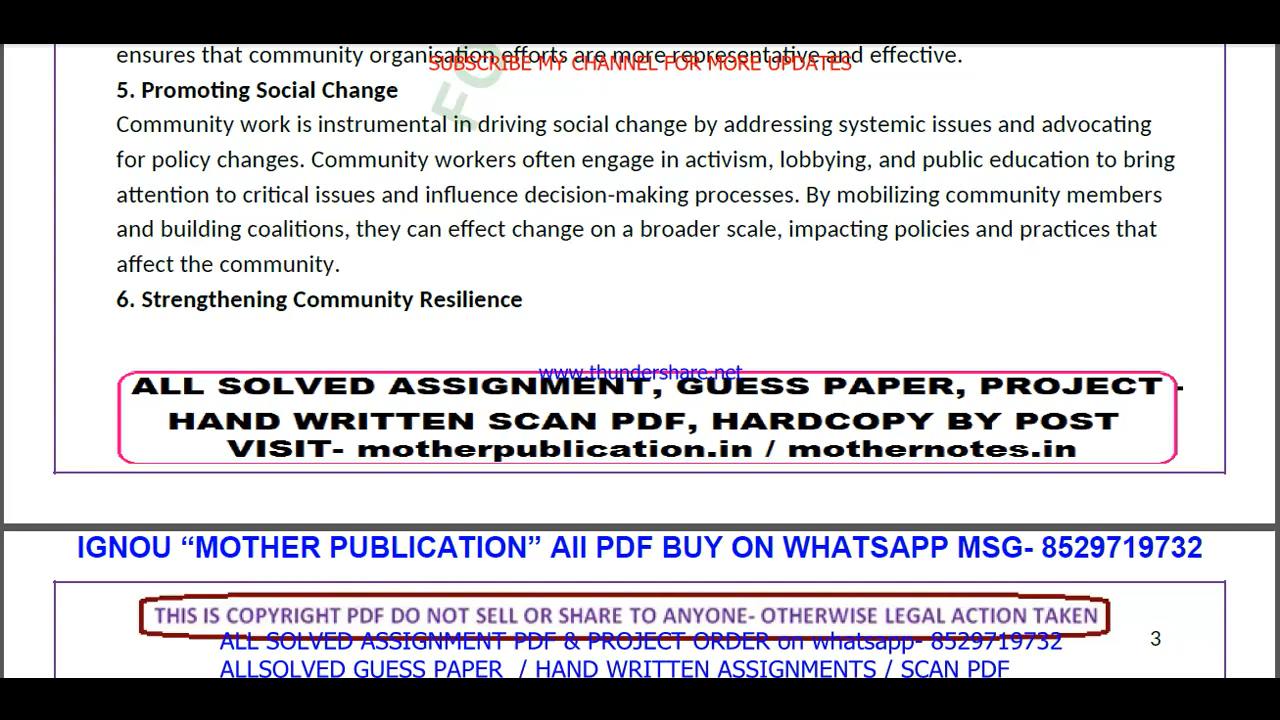 ensures that community organisation efforts are more representative and effective.
SUBSCRIBE MY CHANNEL FOR MORE UPDATES
FO
5. Promoting Social Change
Community work is instrumental in driving social change by addressing systemic issues and advocating
for policy changes. Community workers often engage in activism, lobbying, and public education to bring
attention to critical issues and influence decision-making processes. By mobilizing community members
and building coalitions, they can effect change on a broader scale, impacting policies and practices that
affect the community.
6. Strengthening Community Resilience
www.thundershare.net
ALL SOLVED ASSIGNMENT, GUESS PAPER, PROJECT -
HAND WRITTEN SCAN PDF, HARDCOPY BY POST
VISIT- motherpublication.in / mothernotes.in
IGNOU “MOTHER PUBLICATION” All PDF BUY ON WHATSAPP MSG- 8529719732
THIS IS COPYRIGHT PDF DO NOT SELL OR SHARE TO ANYONE- OTHERWISE LEGAL ACTION TAKEN
ALL SOLVED ASSIGNMENT PDF & PROJECT ORDER on whatsapp- 8529719732
3
ALLSOLVED GUESS PAPER / HAND WRITTEN ASSIGNMENTS / SCAN PDF